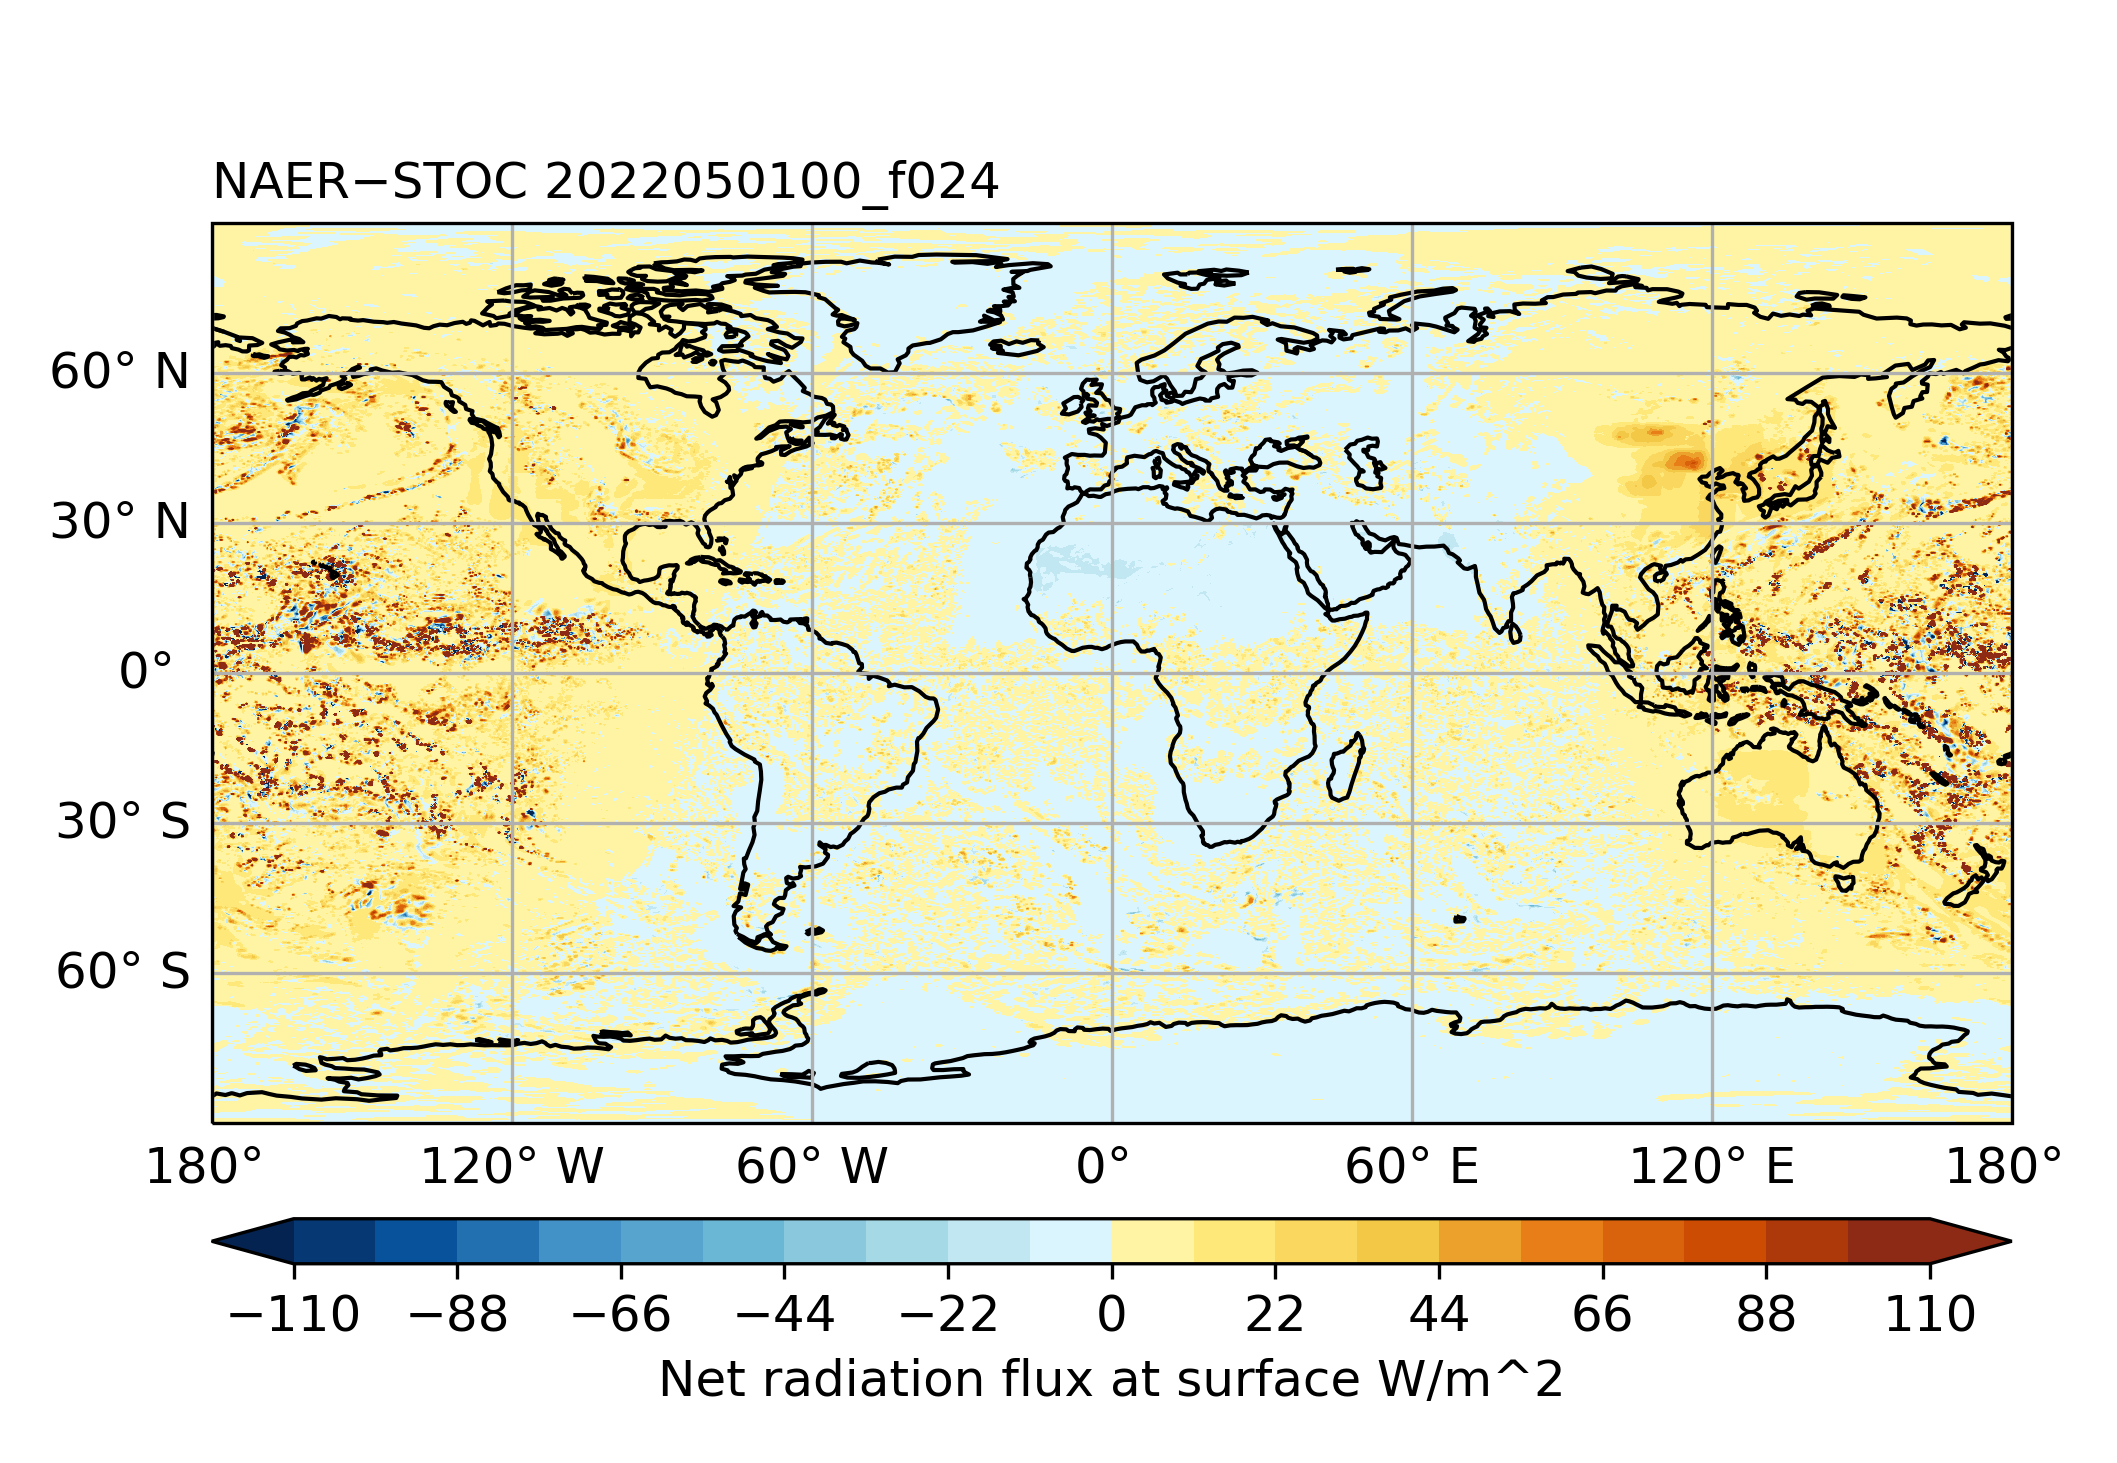 NAER−STOC 2022050100_f024
60° N
30° N
0°
30° S
60° S
180° 120° W 60° W 0° 60° E 120° E 180°
−110 −88 −66 −44 −22 0 22 44 66 88 110
Net radiation flux at surface W/m^2